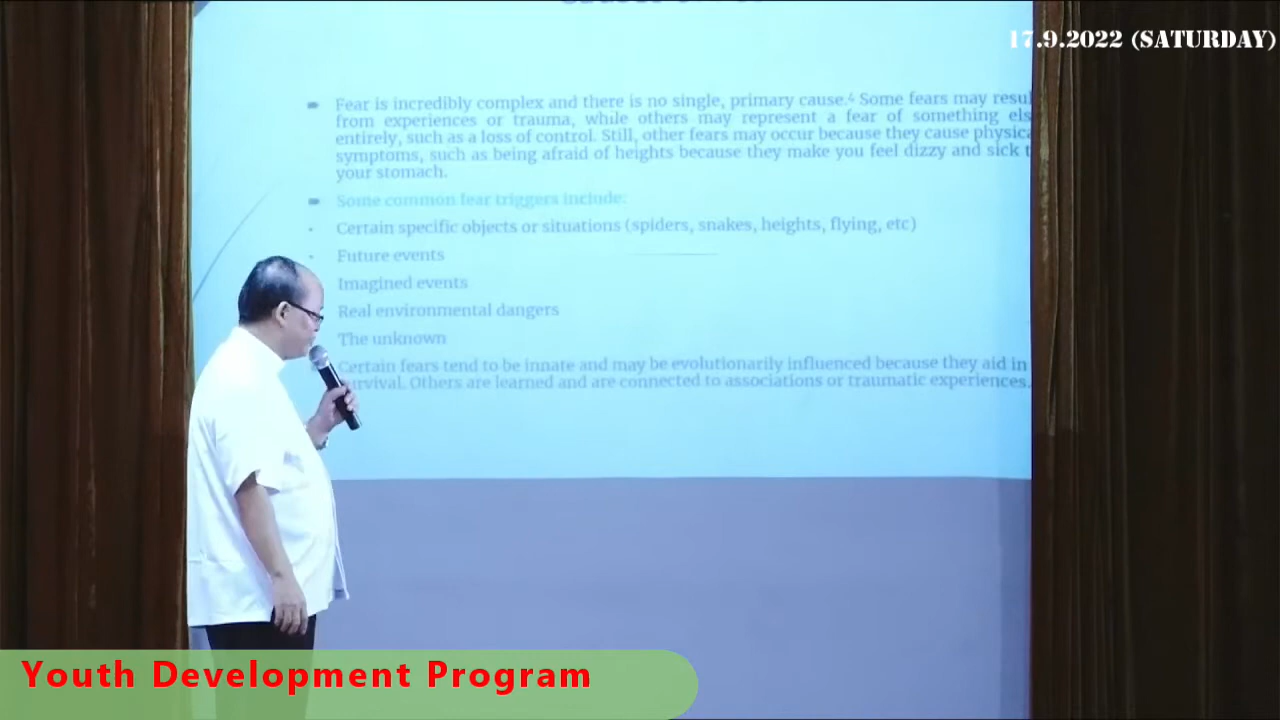 17.9.2022 (SATURDAY)
Fear is incredibly complex and there is no single, primary cause.4 Some fears may resul
from experiences or trauma, while others may represent a fear of something els
entirely, such as a loss of control. Still, other fears may occur because they cause physica
symptoms, such as being afraid of heights because they make you feel dizzy and sick t
your stomach.
Some common fear triggers include:
Certain specific objects or situations (spiders, snakes, heights, flying, etc)
Future events
Imagined events
Real environmental dangers
The unknown
Certain fears tend to be innate and may be evolutionarily influenced because they aid in
survival. Others are learned and are connected to associations or traumatic experiences.
Youth Development Program